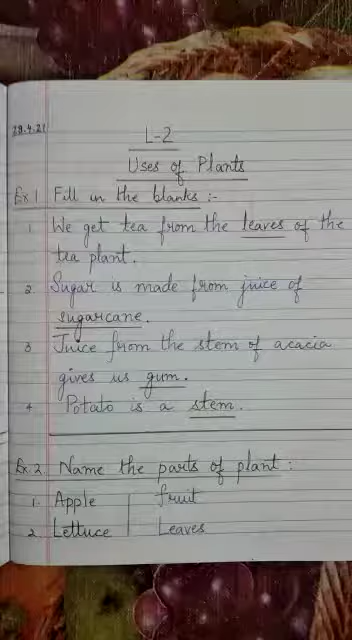 28.4.21
L-2
Uses of Plants
Ex.1 Fill in the blanks :-
1. We get tea from the leaves of the
tea plant.
2. Sugar is made from juice of
sugarcane.
3 Juice from the stem of acacia
gives us gum.
4 Potato is a stem.
Ex.2. Name the parts of plant :
1. Apple fruit
2. Lettuce Leaves